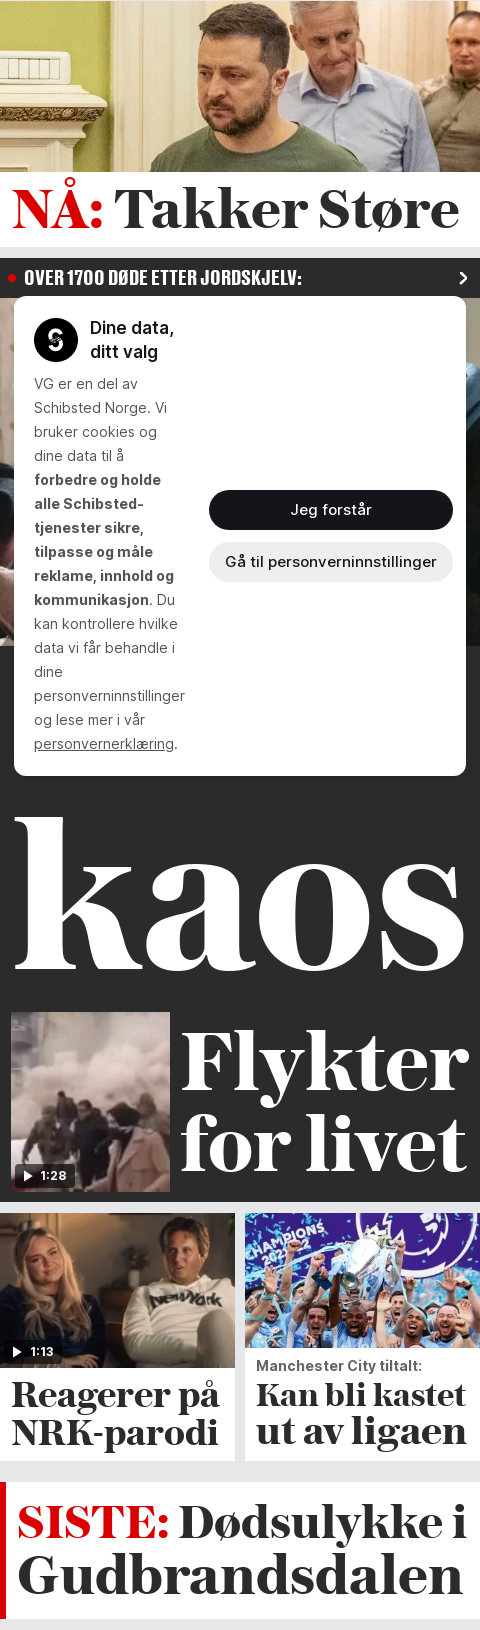 NÅ: Takker Støre
OVER 1700 DØDE ETTER JORDSKJELV:
Dine data,
ditt valg
VG er en del av
Schibsted Norge. Vi
bruker cookies og
dine data til å
forbedre og holde
alle Schibsted-
tjenester sikre,
tilpasse og måle
reklame, innhold og
kommunikasjon. Du
kan kontrollere hvilke
data vi får behandle i
dine
personverninnstillinger
og lese mer i vår
personvernerklæring.
Jeg forstår
Gå til personverninnstillinger
kaos
Flykter
for livet
1:28
1:13
Reagerer på
NRK-parodi
CHAMPIONS
Manchester City tiltalt:
Kan bli kastet
ut av ligaen
SISTE: Dødsulykke i
Gudbrandsdalen